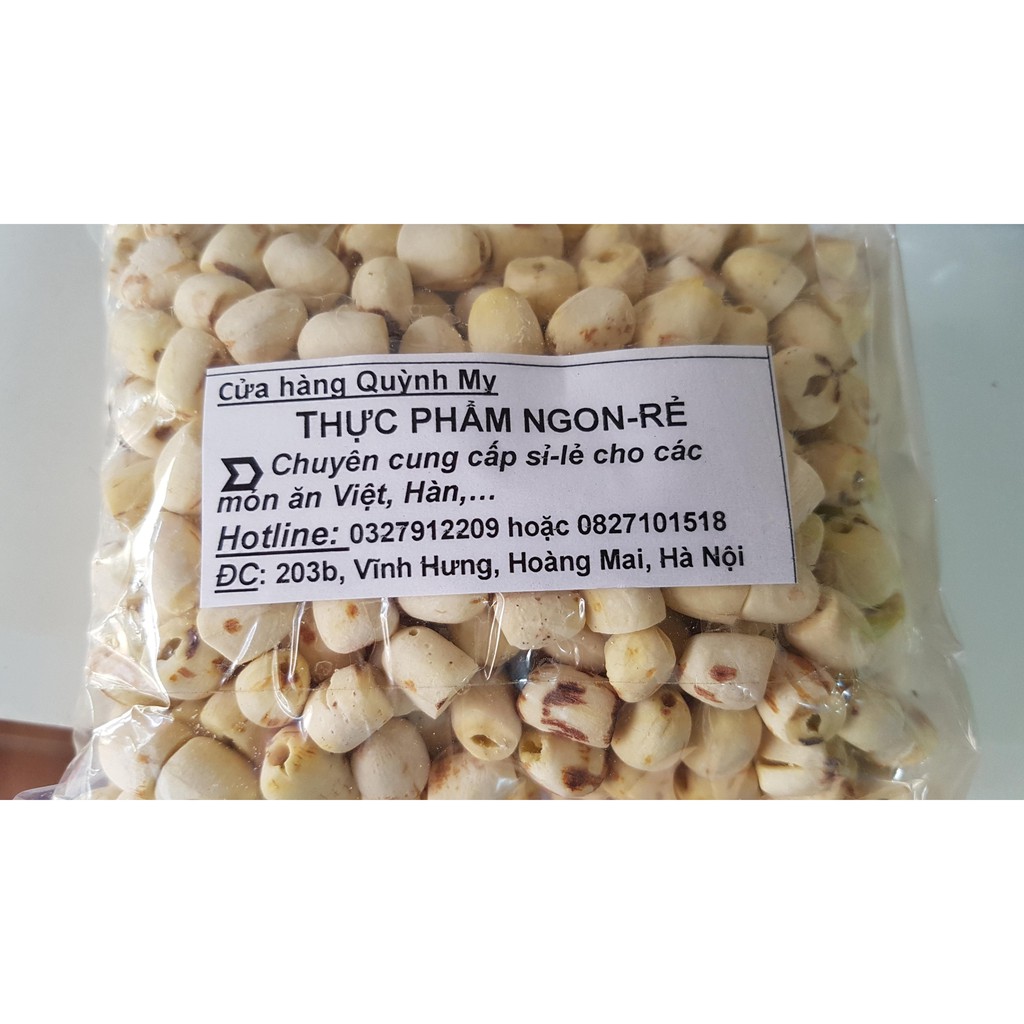 Cửa hàng Quỳnh My
THỰC PHẨM NGON-RẺ
Chuyên cung cấp sỉ-lẻ cho các
món ăn Việt, Hàn,...
Hotline: 0327912209 hoặc 0827101518
ĐC: 203b, Vĩnh Hưng, Hoàng Mai, Hà Nội